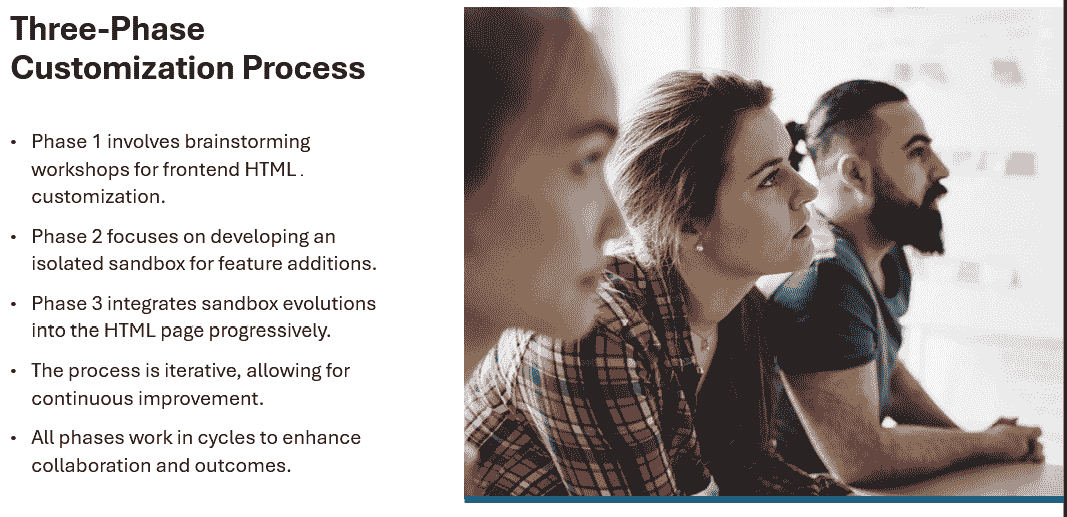 Three-Phase
Customization Process
• Phase 1 involves brainstorming
workshops for frontend HTML .
customization.
• Phase 2 focuses on developing an
isolated sandbox for feature additions.
• Phase 3 integrates sandbox evolutions
into the HTML page progressively.
• The process is iterative, allowing for
continuous improvement.
• All phases work in cycles to enhance
collaboration and outcomes.